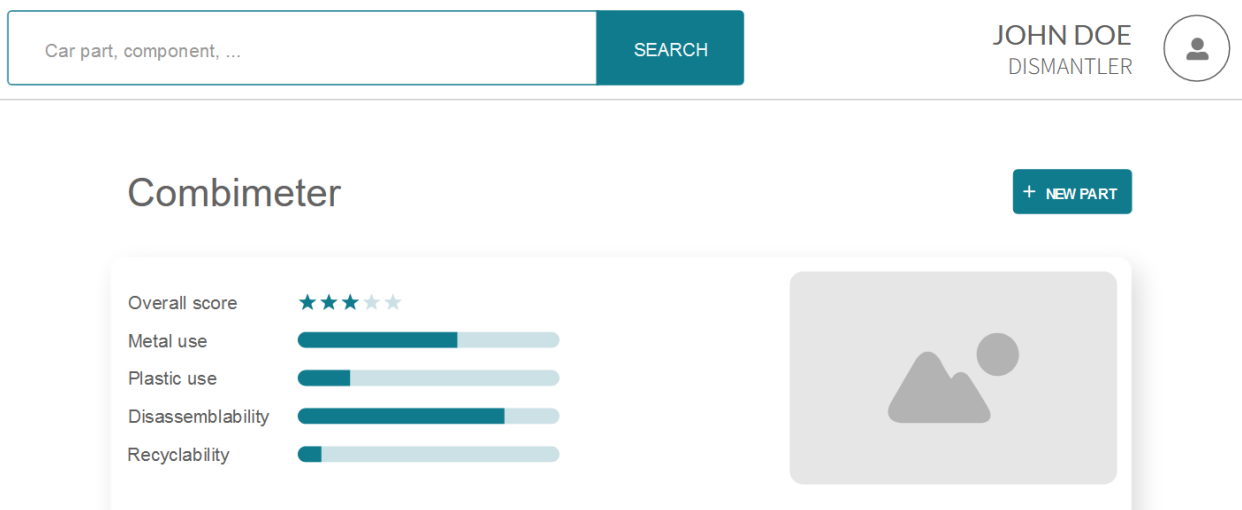 Car part, component, ...
SEARCH
JOHN DOE
DISMANTLER
Combimeter
+ NEW PART
Overall score
Metal use
Plastic use
Disassemblability
Recyclability